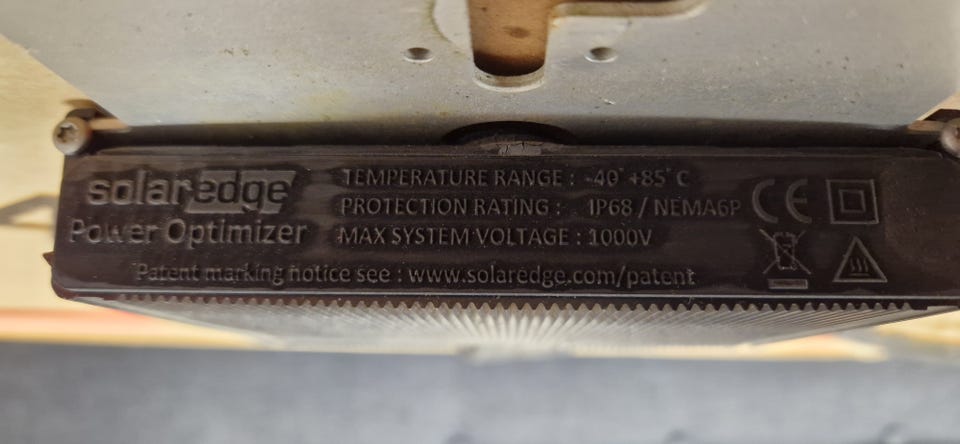 solaredge
Power Optimizer
TEMPERATURE RANGE : -40° +85° C
PROTECTION RATING : IP68 / NEMA6P
MAX SYSTEM VOLTAGE : 1000V
Patent marking notice see : www.solaredge.com/patent
CE